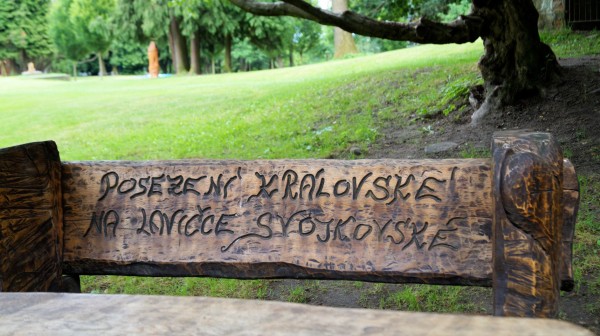 POSEZENÍ KRÁLOVSKÉ
NA LAVIČCE SVOJKOVSKÉ